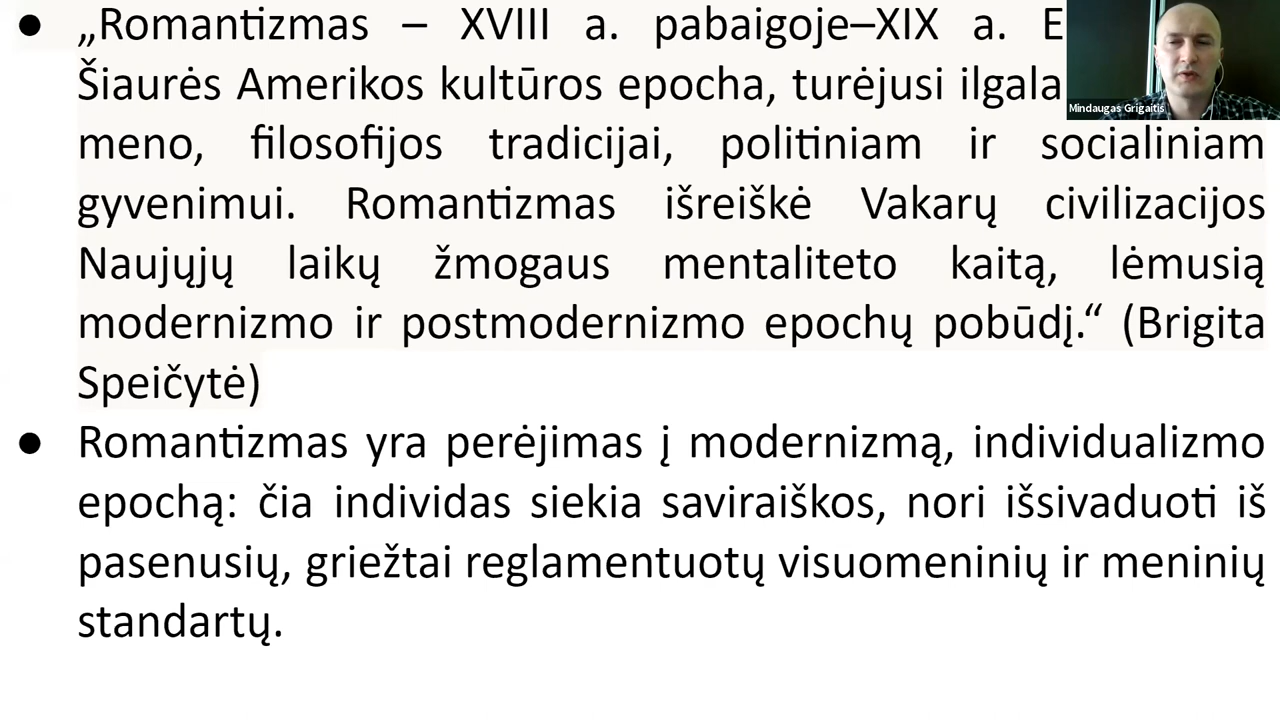 ● „Romantizmas – XVIII a. pabaigoje–XIX a. E
Šiaurės Amerikos kultūros epocha, turėjusi ilgala
Mindaugas Grigaitis
meno, filosofijos tradicijai, politiniam ir socialiniam
gyvenimui. Romantizmas išreiškė Vakarų civilizacijos
Naujųjų laikų žmogaus mentaliteto kaitą, lėmusią
modernizmo ir postmodernizmo epochų pobūdį.“ (Brigita
Speičytė)
● Romantizmas yra perėjimas į modernizmą, individualizmo
epochą: čia individas siekia saviraiškos, nori išsivaduoti iš
pasenusių, griežtai reglamentuotų visuomeninių ir meninių
standartų.